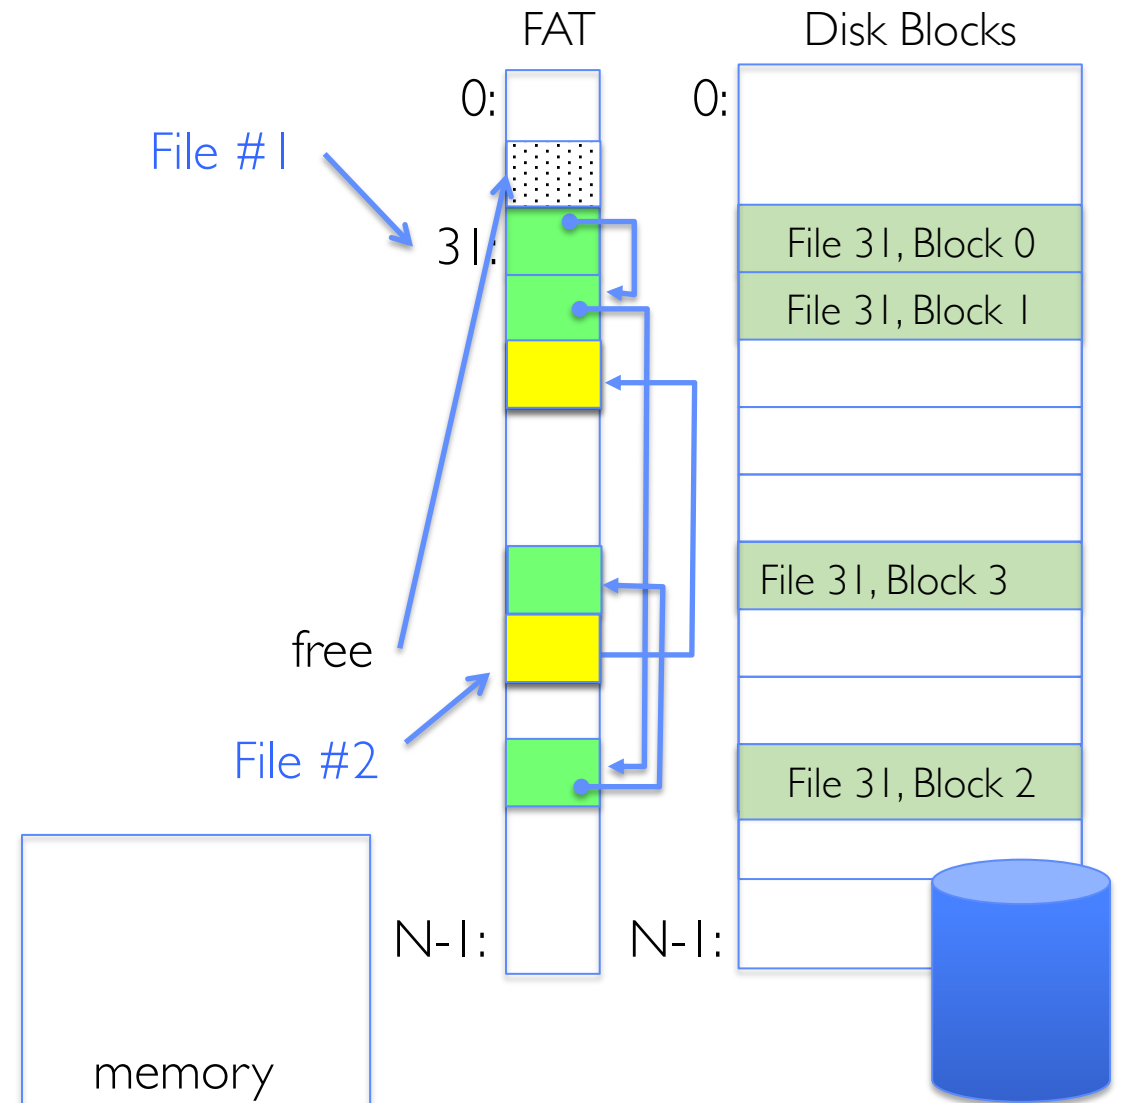 FAT
Disk Blocks
0:
0:
File #1
31:
File 31, Block 0
File 31, Block 1
File 31, Block 3
free
File #2
File 31, Block 2
N-1:
N-1:
memory